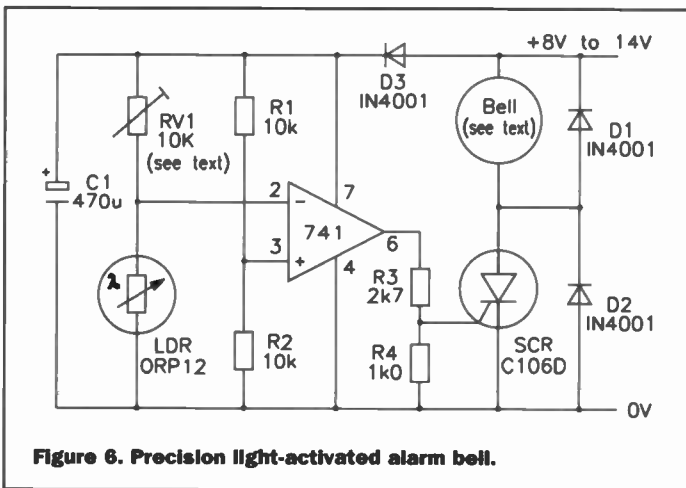 +8V to 14V
D3
IN4001
RV1
10K
(see text)
R1
10k
Bell
(see text)
D1
IN4001
+
C1
470u
2
-
7
741
6
3
+
4
λ
LDR
ORP12
R2
10k
R3
2k7
R4
1k0
SCR
C106D
D2
IN4001
0V
Figure 6. Precision light-activated alarm bell.